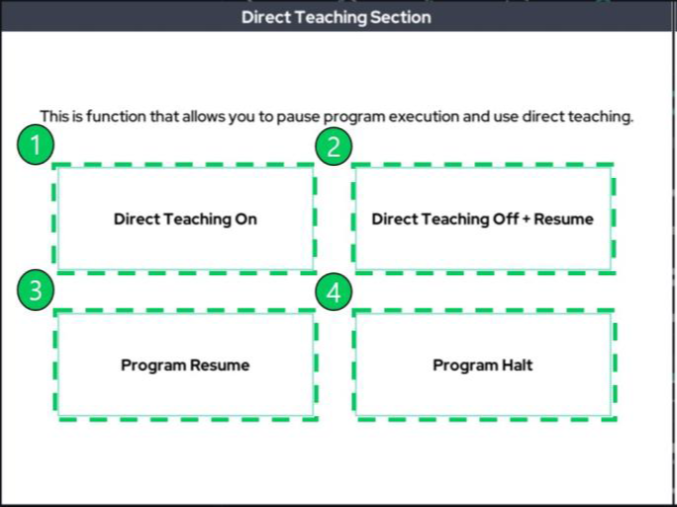 Direct Teaching Section
This is function that allows you to pause program execution and use direct teaching.
1
2
Direct Teaching On
Direct Teaching Off + Resume
3
4
Program Resume
Program Halt